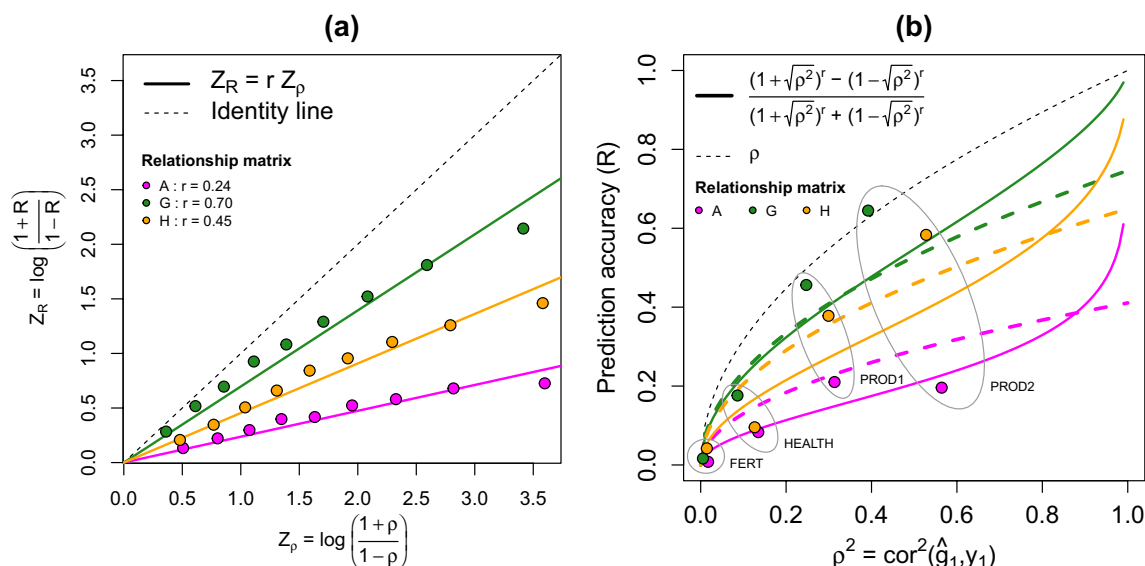 (a)
Z_R = r Z_ρ
Identity line
Relationship matrix
A : r = 0.24
G : r = 0.70
H : r = 0.45
Z_R = log((1 + R)/(1 − R))
3.5
3.0
2.5
2.0
1.5
1.0
0.5
0.0
0.0 0.5 1.0 1.5 2.0 2.5 3.0 3.5
Z_ρ = log((1 + ρ)/(1 − ρ))
(b)
((1 + √ρ²)^r − (1 − √ρ²)^r)/((1 + √ρ²)^r + (1 − √ρ²)^r)
ρ
Relationship matrix
A G H
Prediction accuracy (R)
1.0
0.8
0.6
0.4
0.2
0.0
PROD1
PROD2
HEALTH
FERT
0.0 0.2 0.4 0.6 0.8 1.0
ρ² = cor²(ĝ₁,y₁)